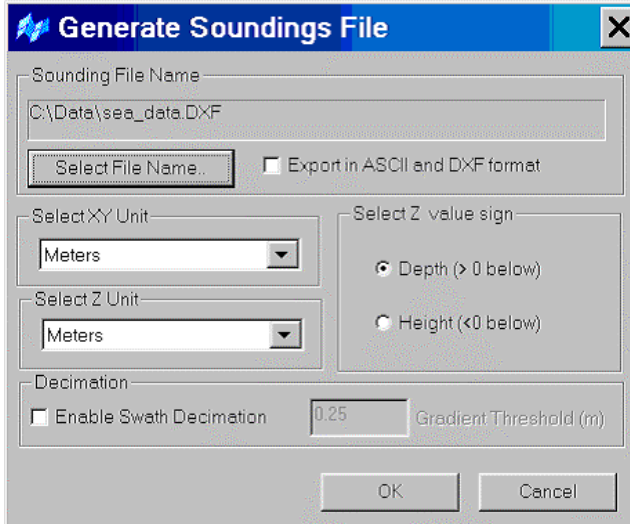 Generate Soundings File
Sounding File Name
C:\Data\sea_data.DXF
Select File Name..
Export in ASCII and DXF format
Select XY Unit
Meters
Select Z Unit
Meters
Select Z value sign
Depth (> 0 below)
Height (<0 below)
Decimation
Enable Swath Decimation
0.25
Gradient Threshold (m)
OK
Cancel